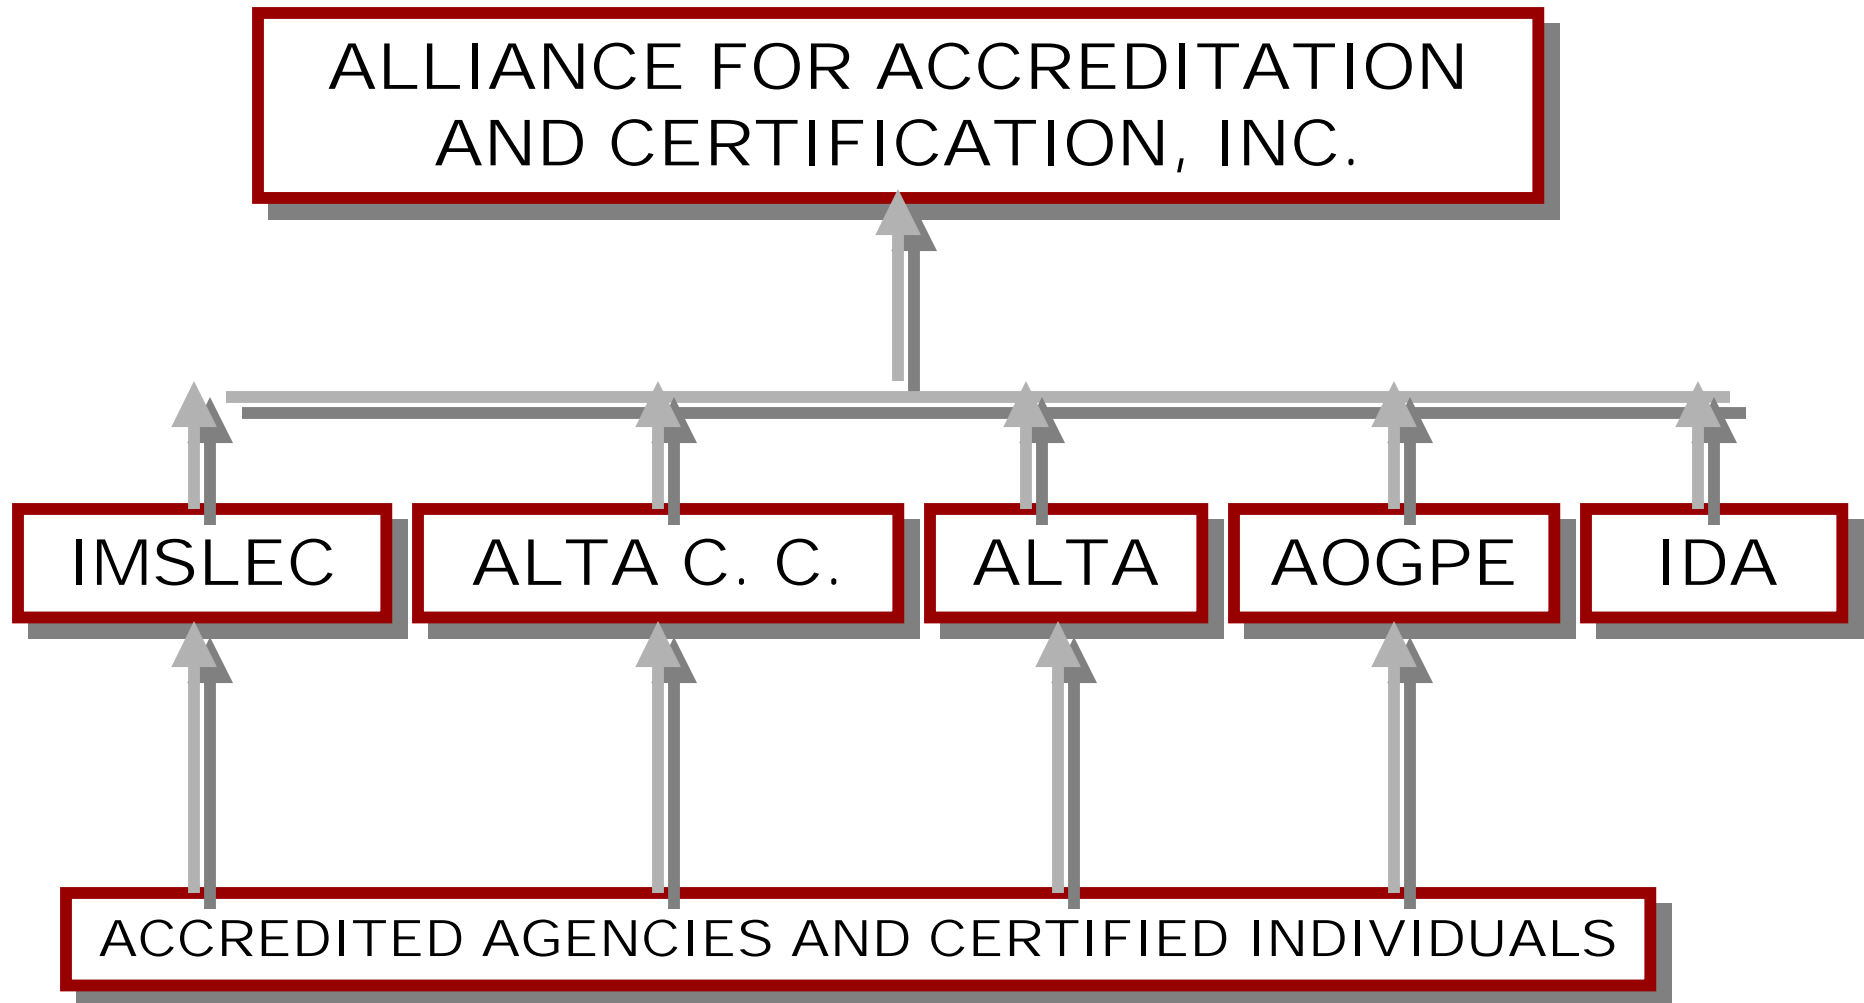 ALLIANCE FOR ACCREDITATION
AND CERTIFICATION, INC.
IMSLEC
ALTA C. C.
ALTA
AOGPE
IDA
ACCREDITED AGENCIES AND CERTIFIED INDIVIDUALS